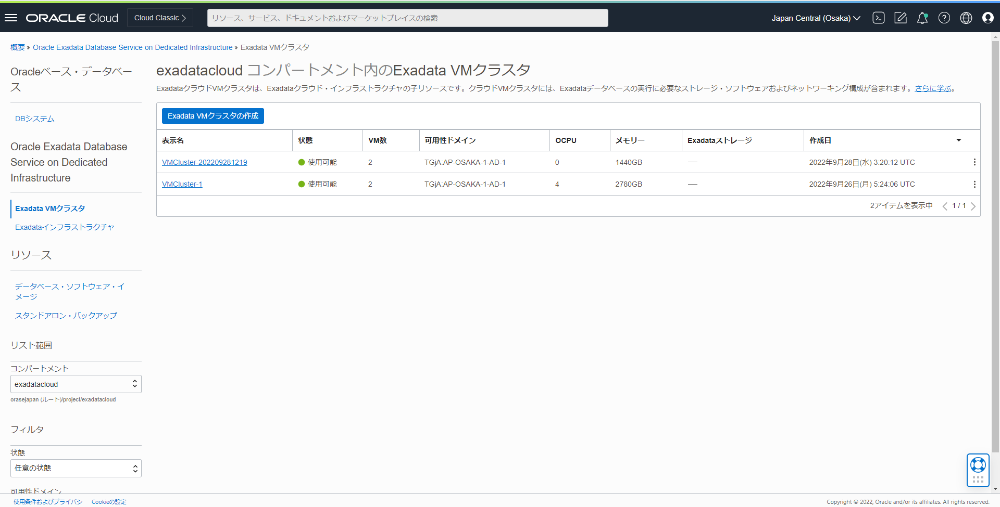 ORACLE Cloud
Cloud Classic
リソース、サービス、ドキュメントおよびマーケットプレイスの検索
Japan Central (Osaka)
概要 » Oracle Exadata Database Service on Dedicated Infrastructure » Exadata VMクラスタ
Oracleベース・データベー
ス
DBシステム
Oracle Exadata Database
Service on Dedicated
Infrastructure
Exadata VMクラスタ
Exadataインフラストラクチャ
リソース
データベース・ソフトウェア・イ
メージ
スタンドアロン・バックアップ
リスト範囲
コンパートメント
exadatacloud
orasejapan (ルート)/project/exadatacloud
フィルタ
状態
任意の状態
可用性ドメイン
exadatacloud コンパートメント内のExadata VMクラスタ
ExadataクラウドVMクラスタは、Exadataクラウド・インフラストラクチャの子リソースです。クラウドVMクラスタには、Exadataデータベースの実行に必要なストレージ・ソフトウェアおよびネットワーキング構成が含まれます。さらに学ぶ。
Exadata VMクラスタの作成
表示名 状態 VM数 可用性ドメイン OCPU メモリー Exadataストレージ 作成日
VMCluster-202209281219 使用可能 2 TGjA:AP-OSAKA-1-AD-1 0 1440GB — 2022年9月28日(水) 3:20:12 UTC
VMCluster-1 使用可能 2 TGjA:AP-OSAKA-1-AD-1 4 2780GB — 2022年9月26日(月) 5:24:06 UTC
2アイテムを表示中 1 / 1
使用条件およびプライバシ Cookieの設定
Copyright © 2022, Oracle and/or its affiliates. All rights reserved.